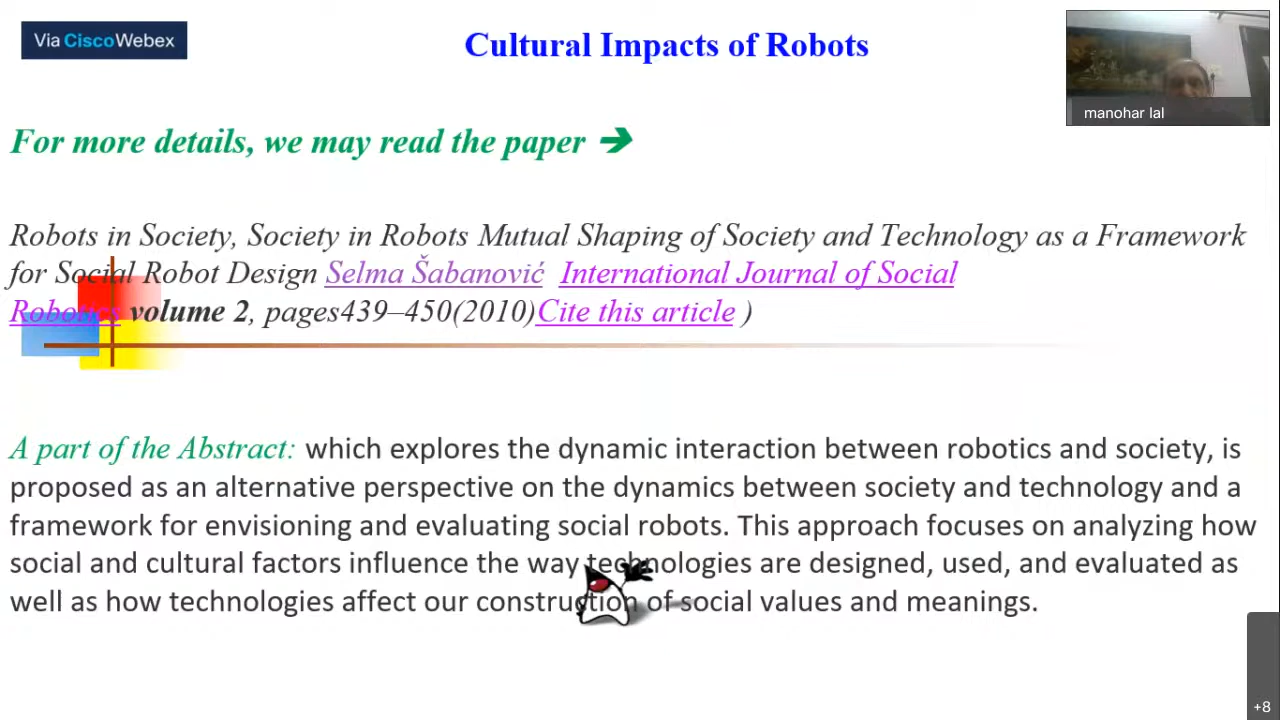 Via Cisco Webex
Cultural Impacts of Robots
manohar lal
For more details, we may read the paper ➔
Robots in Society, Society in Robots Mutual Shaping of Society and Technology as a Framework
for Social Robot Design Selma Šabanović International Journal of Social
Robotics volume 2, pages439–450(2010)Cite this article )
A part of the Abstract: which explores the dynamic interaction between robotics and society, is
proposed as an alternative perspective on the dynamics between society and technology and a
framework for envisioning and evaluating social robots. This approach focuses on analyzing how
social and cultural factors influence the way technologies are designed, used, and evaluated as
well as how technologies affect our construction of social values and meanings.
+8